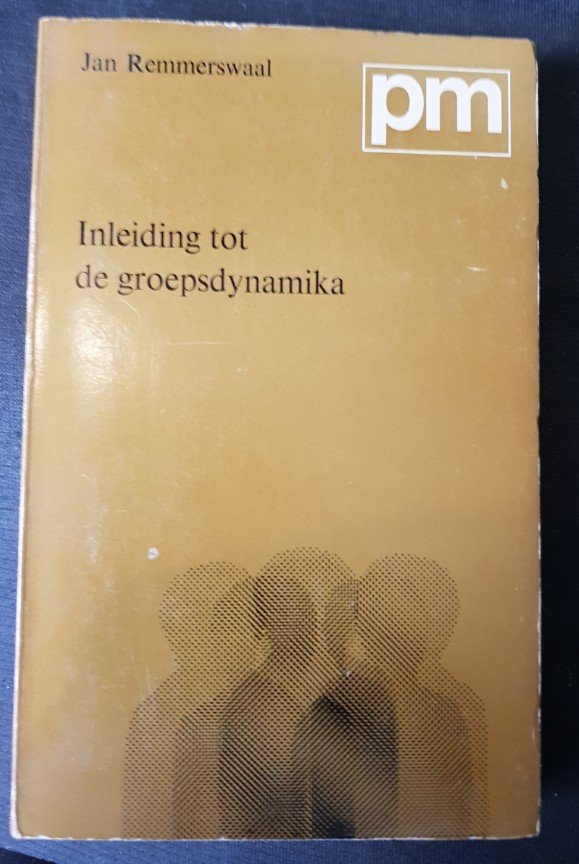 Jan Remmerswaal
pm
Inleiding tot
de groepsdynamika